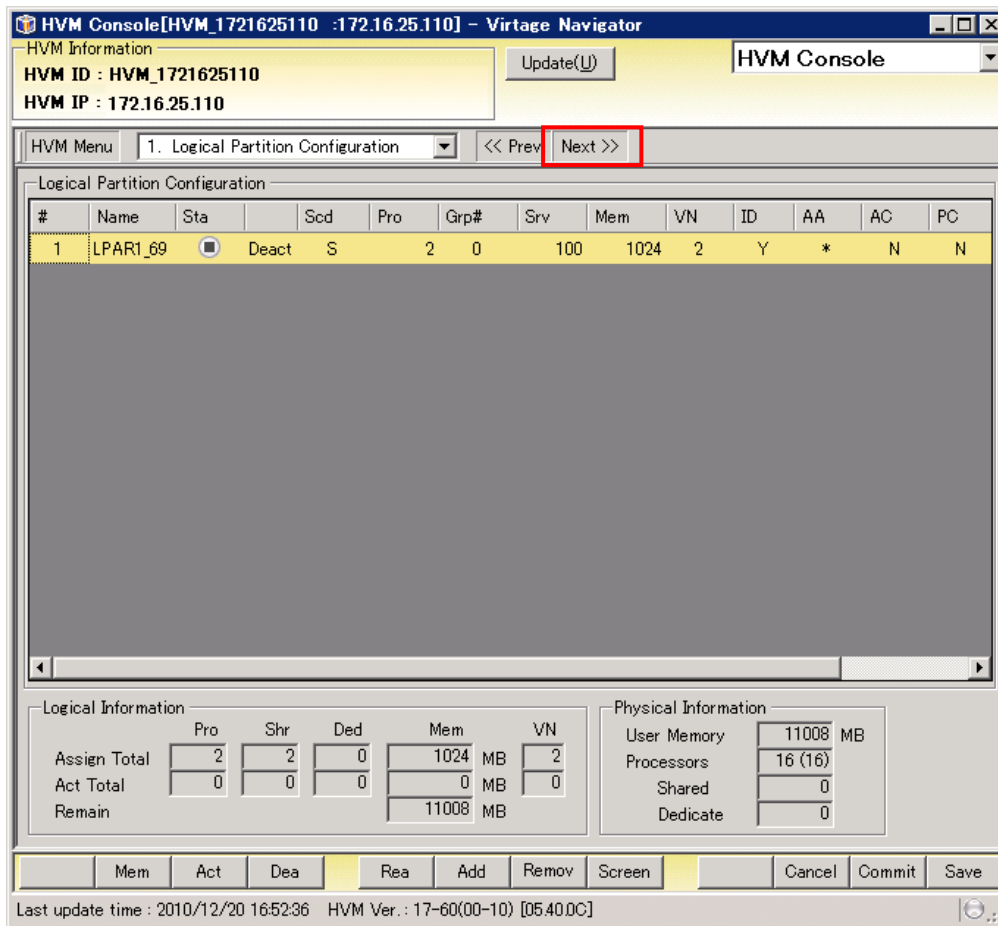 HVM Console[HVM_1721625110 :172.16.25.110] - Virtage Navigator
HVM Information
HVM ID : HVM_1721625110
HVM IP : 172.16.25.110
Update(U)
HVM Console
HVM Menu 1. Logical Partition Configuration << Prev Next >>
Logical Partition Configuration
# Name Sta Scd Pro Grp# Srv Mem VN ID AA AC PC
1 LPAR1_69 Deact S 2 0 100 1024 2 Y * N N
Logical Information
Pro Shr Ded Mem VN
Assign Total 2 2 0 1024 MB 2
Act Total 0 0 0 0 MB 0
Remain 11008 MB
Physical Information
User Memory 11008 MB
Processors 16 (16)
Shared 0
Dedicate 0
Mem Act Dea Rea Add Remov Screen Cancel Commit Save
Last update time : 2010/12/20 16:52:36 HVM Ver. : 17-60(00-10) [05.40.0C]